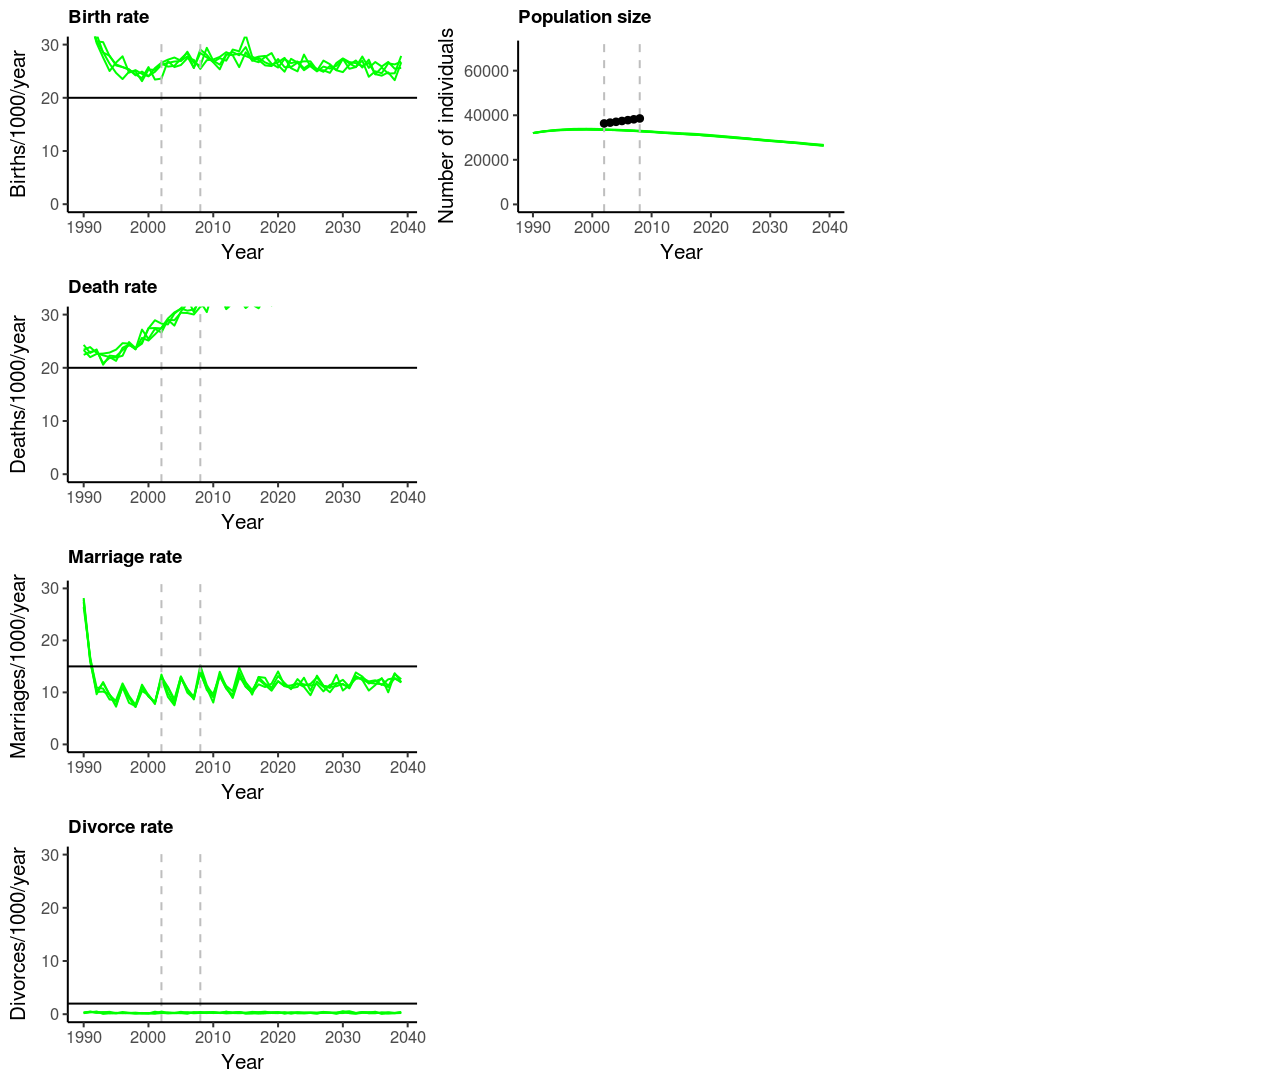 Birth rate
Births/1000/year
30
20
10
0
1990 2000 2010 2020 2030 2040
Year
Population size
Number of individuals
60000
40000
20000
0
1990 2000 2010 2020 2030 2040
Year
Death rate
Deaths/1000/year
30
20
10
0
1990 2000 2010 2020 2030 2040
Year
Marriage rate
Marriages/1000/year
30
20
10
0
1990 2000 2010 2020 2030 2040
Year
Divorce rate
Divorces/1000/year
30
20
10
0
1990 2000 2010 2020 2030 2040
Year